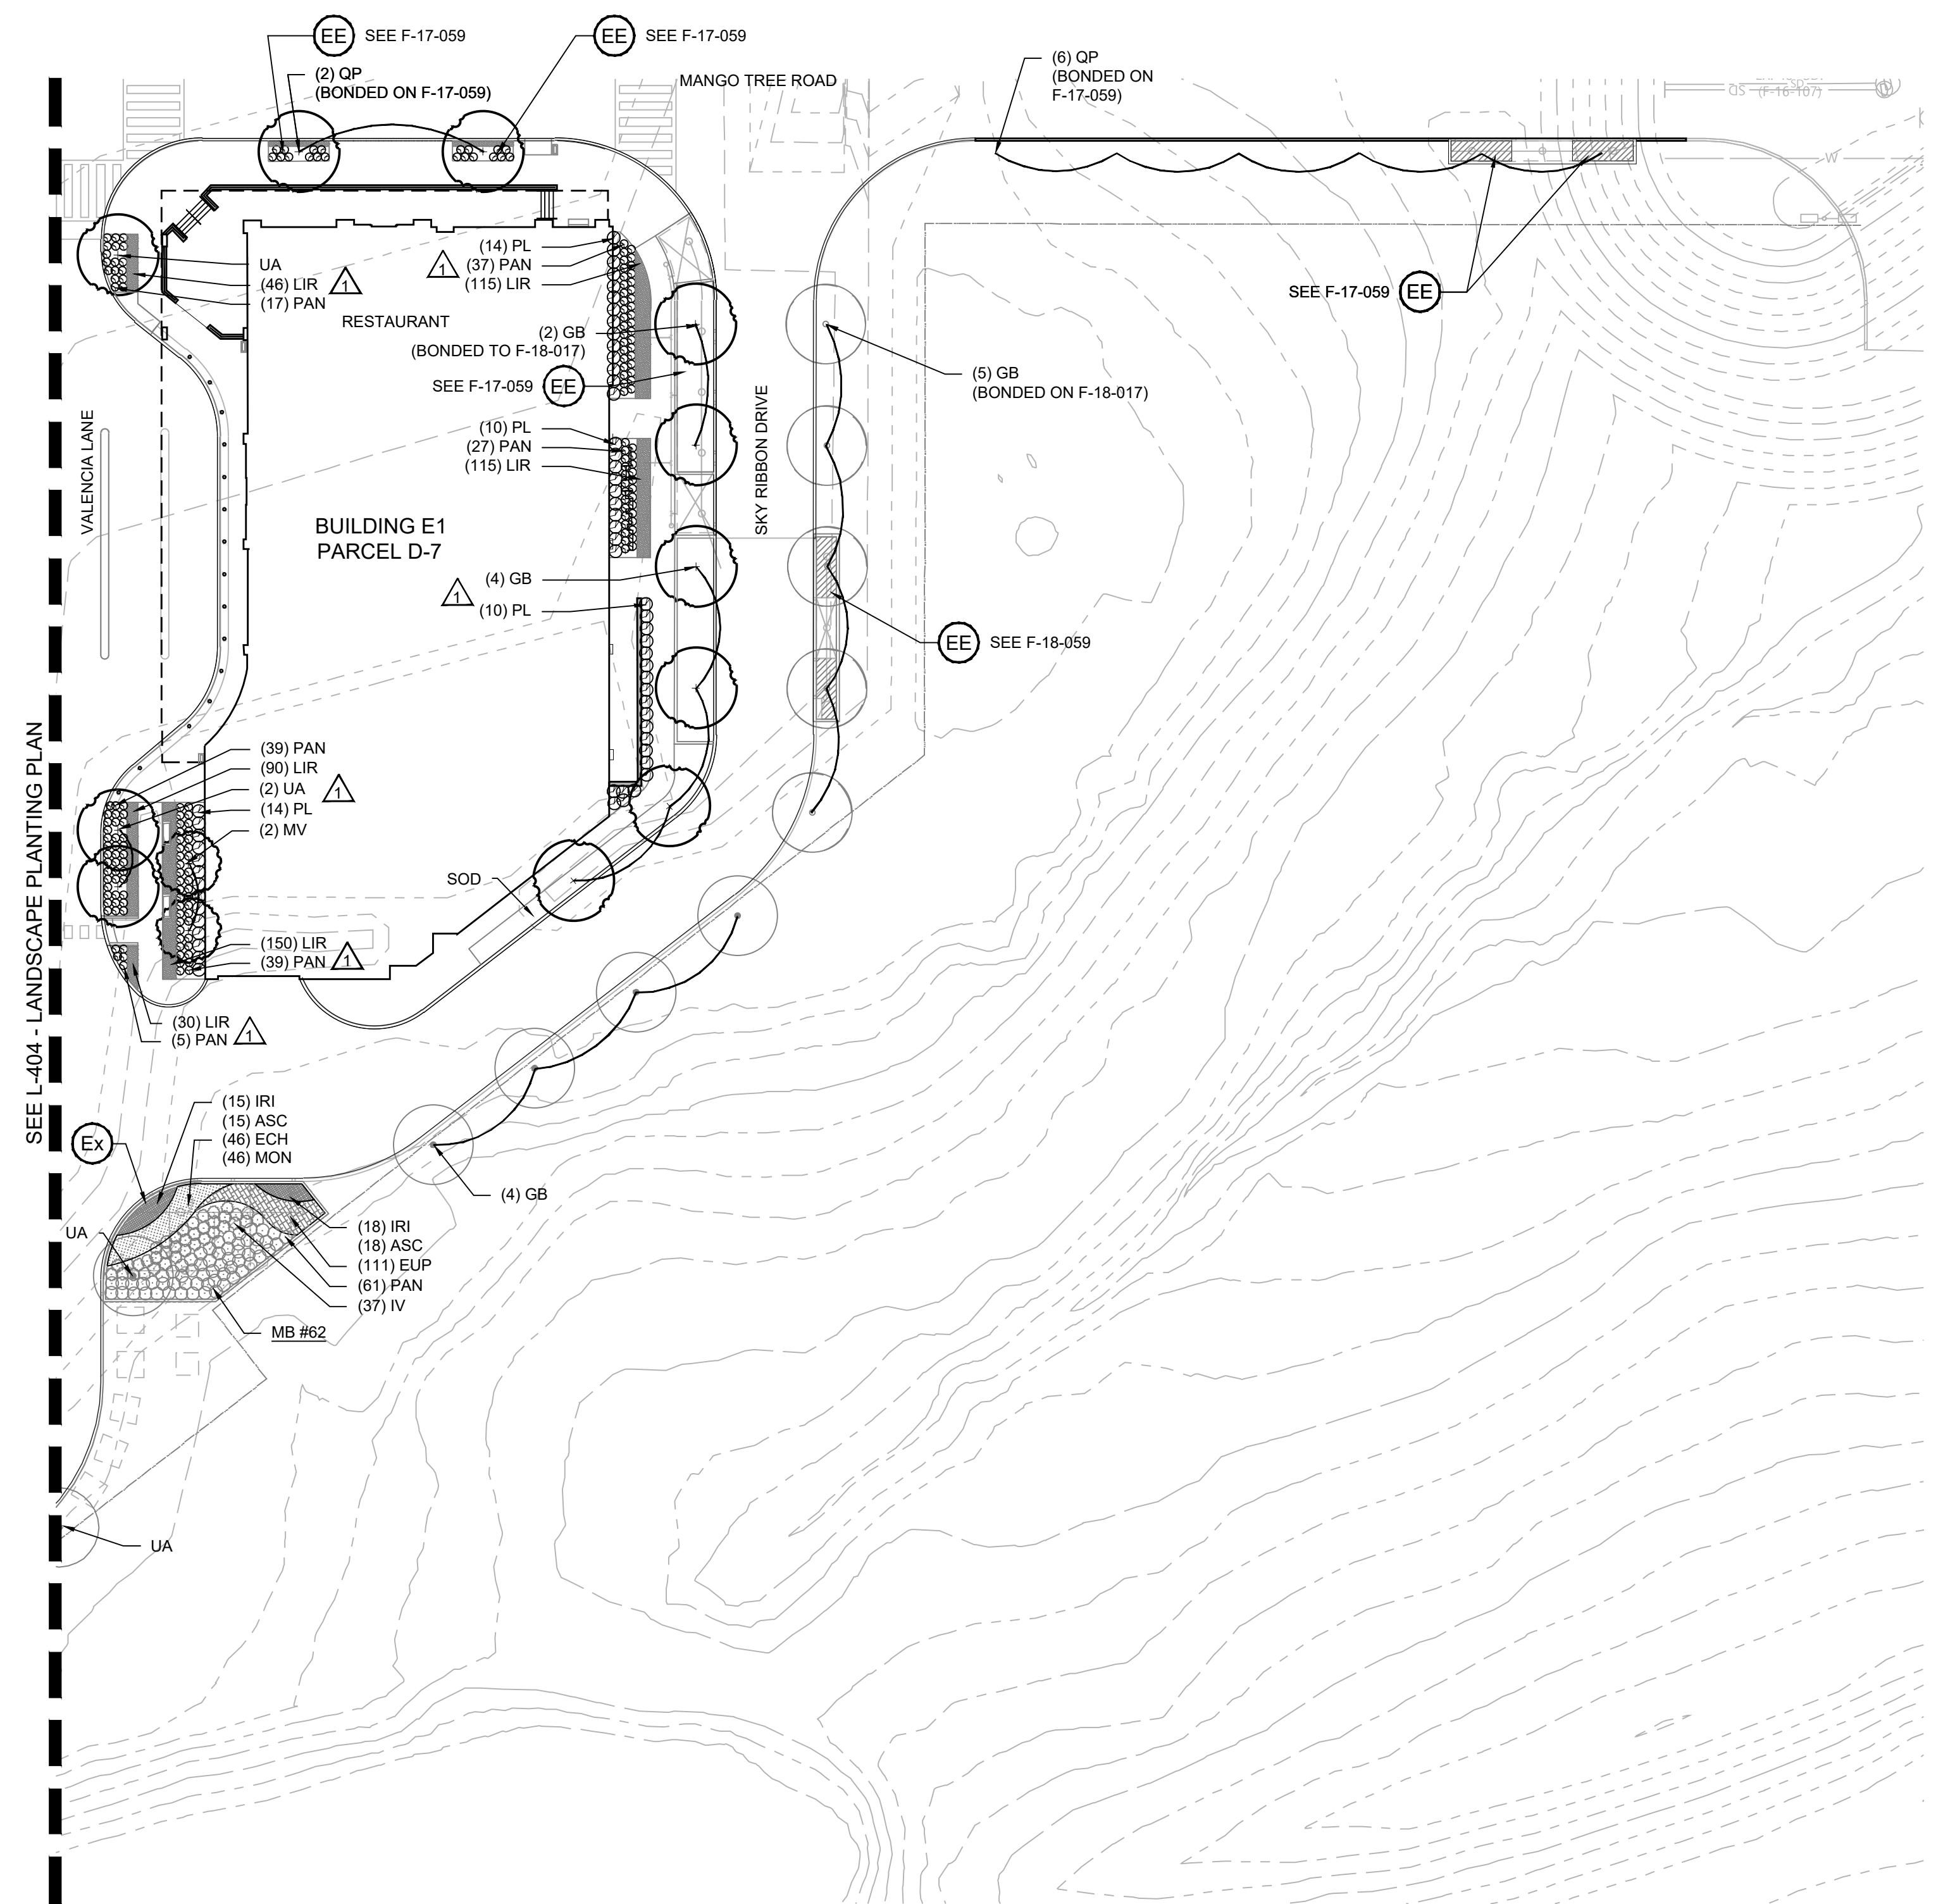 EE SEE F-17-059
EE SEE F-17-059
(2) QP
(BONDED ON F-17-059)
MANGO TREE ROAD
(6) QP
(BONDED ON
F-17-059)
SD
(F-16-107)
W
UA
(46) LIR
(17) PAN
1
1
(14) PL
(37) PAN
(115) LIR
RESTAURANT
(2) GB
(BONDED TO F-18-017)
SEE F-17-059 EE
SEE F-17-059 EE
(5) GB
(BONDED ON F-18-017)
VALENCIA LANE
SKY RIBBON DRIVE
(10) PL
(27) PAN
(115) LIR
BUILDING E1
PARCEL D-7
(4) GB
1
(10) PL
EE SEE F-18-059
SEE L-404 - LANDSCAPE PLANTING PLAN
(39) PAN
(90) LIR
(2) UA
1
(14) PL
(2) MV
SOD
(150) LIR
(39) PAN
1
(30) LIR
(5) PAN
1
Ex
(15) IRI
(15) ASC
(46) ECH
(46) MON
(4) GB
UA
(18) IRI
(18) ASC
(111) EUP
(61) PAN
(37) IV
MB #62
UA